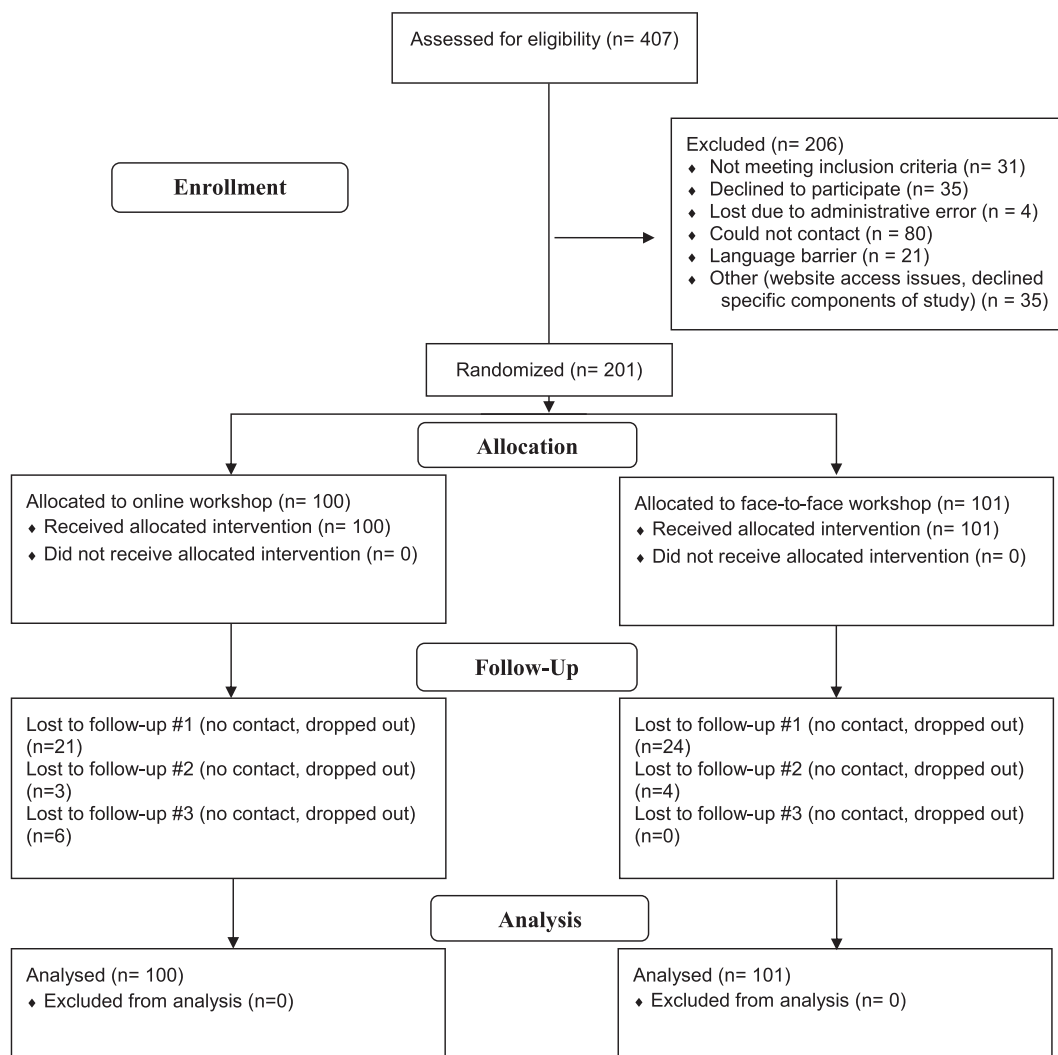 Assessed for eligibility (n= 407)
Enrollment
Excluded (n= 206)
♦ Not meeting inclusion criteria (n= 31)
♦ Declined to participate (n= 35)
♦ Lost due to administrative error (n = 4)
♦ Could not contact (n = 80)
♦ Language barrier (n = 21)
♦ Other (website access issues, declined
specific components of study) (n = 35)
Randomized (n= 201)
Allocation
Allocated to online workshop (n= 100)
♦ Received allocated intervention (n= 100)
♦ Did not receive allocated intervention (n= 0)
Allocated to face-to-face workshop (n= 101)
♦ Received allocated intervention (n= 101)
♦ Did not receive allocated intervention (n= 0)
Follow-Up
Lost to follow-up #1 (no contact, dropped out)
(n=21)
Lost to follow-up #2 (no contact, dropped out)
(n=3)
Lost to follow-up #3 (no contact, dropped out)
(n=6)
Lost to follow-up #1 (no contact, dropped out)
(n=24)
Lost to follow-up #2 (no contact, dropped out)
(n=4)
Lost to follow-up #3 (no contact, dropped out)
(n=0)
Analysis
Analysed (n= 100)
♦ Excluded from analysis (n=0)
Analysed (n= 101)
♦ Excluded from analysis (n= 0)